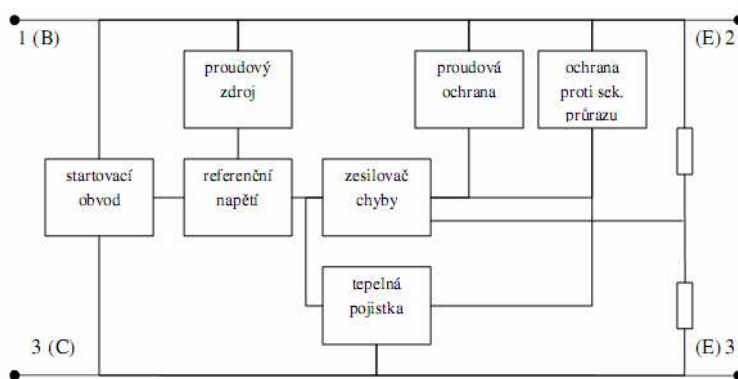 1 (B)
(E) 2
proudový
zdroj
proudová
ochrana
ochrana
proti sek.
průrazu
startovací
obvod
referenční
napětí
zesilovač
chyby
tepelná
pojistka
3 (C)
(E) 3